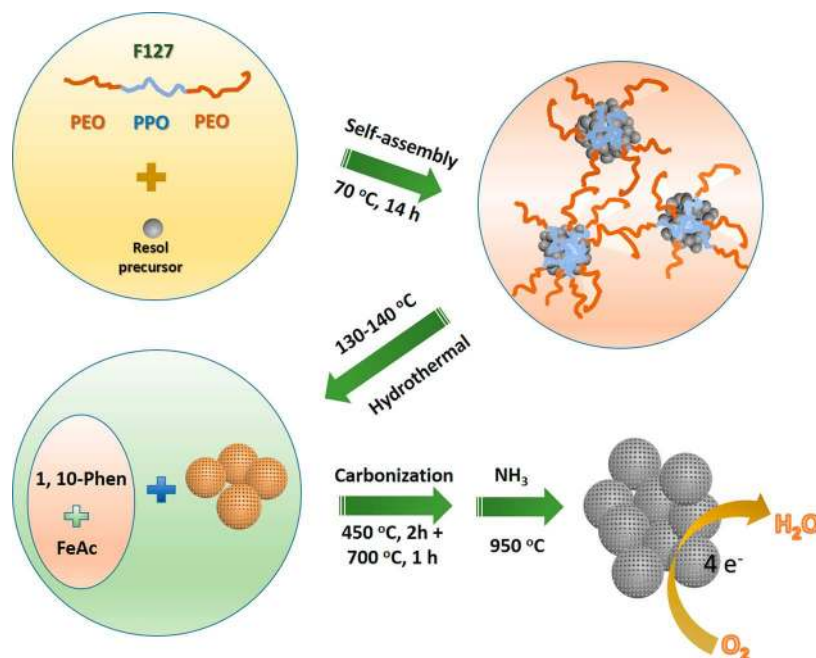 F127
PEO PPO PEO
Resol
precursor
Self-assembly
70 °C, 14 h
130-140 °C
Hydrothermal
1, 10-Phen
FeAc
Carbonization
450 °C, 2h +
700 °C, 1 h
NH₃
950 °C
H₂O
4 e⁻
O₂